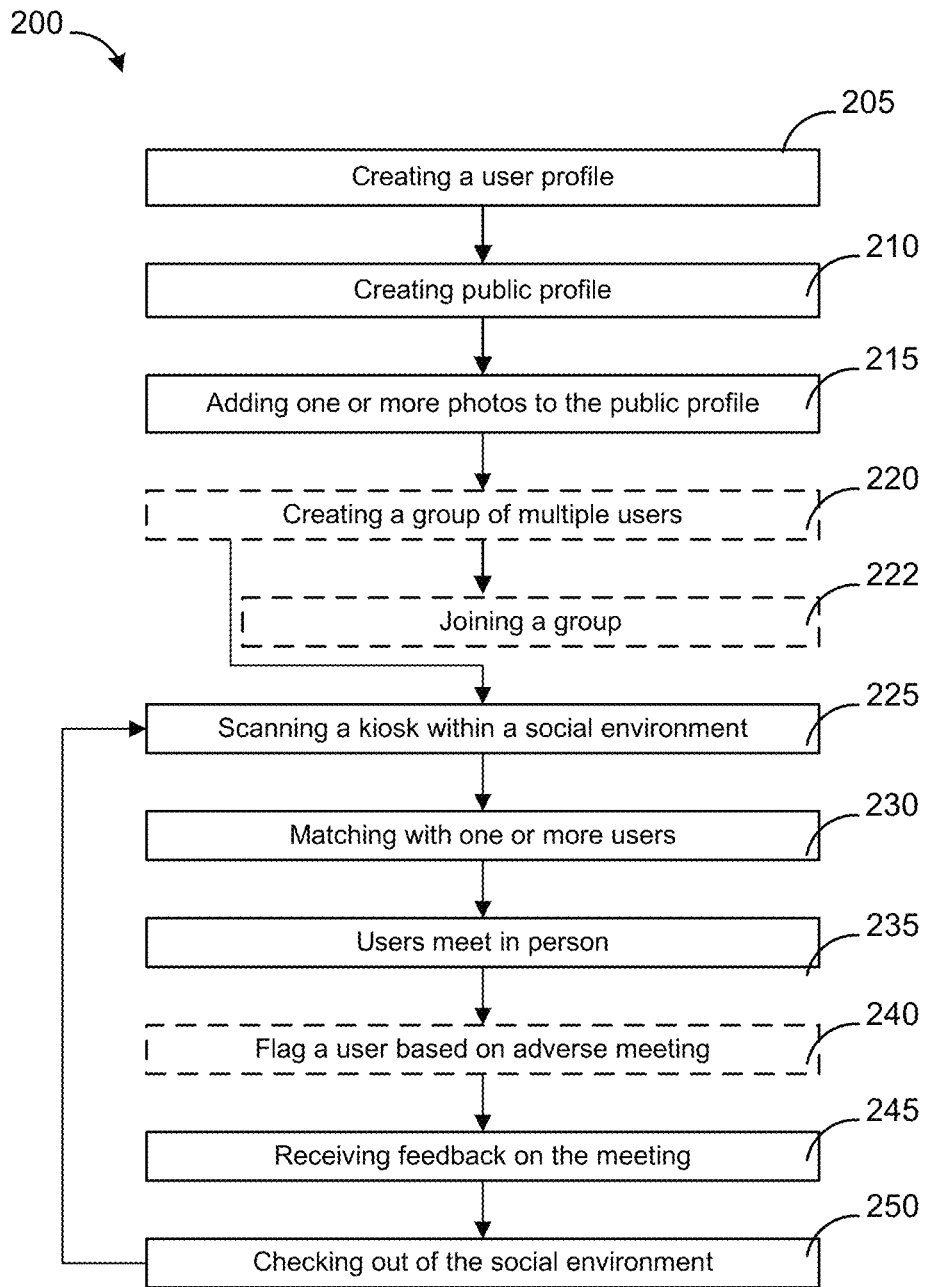 200
205
Creating a user profile
210
Creating public profile
215
Adding one or more photos to the public profile
220
Creating a group of multiple users
222
Joining a group
225
Scanning a kiosk within a social environment
230
Matching with one or more users
235
Users meet in person
240
Flag a user based on adverse meeting
245
Receiving feedback on the meeting
250
Checking out of the social environment